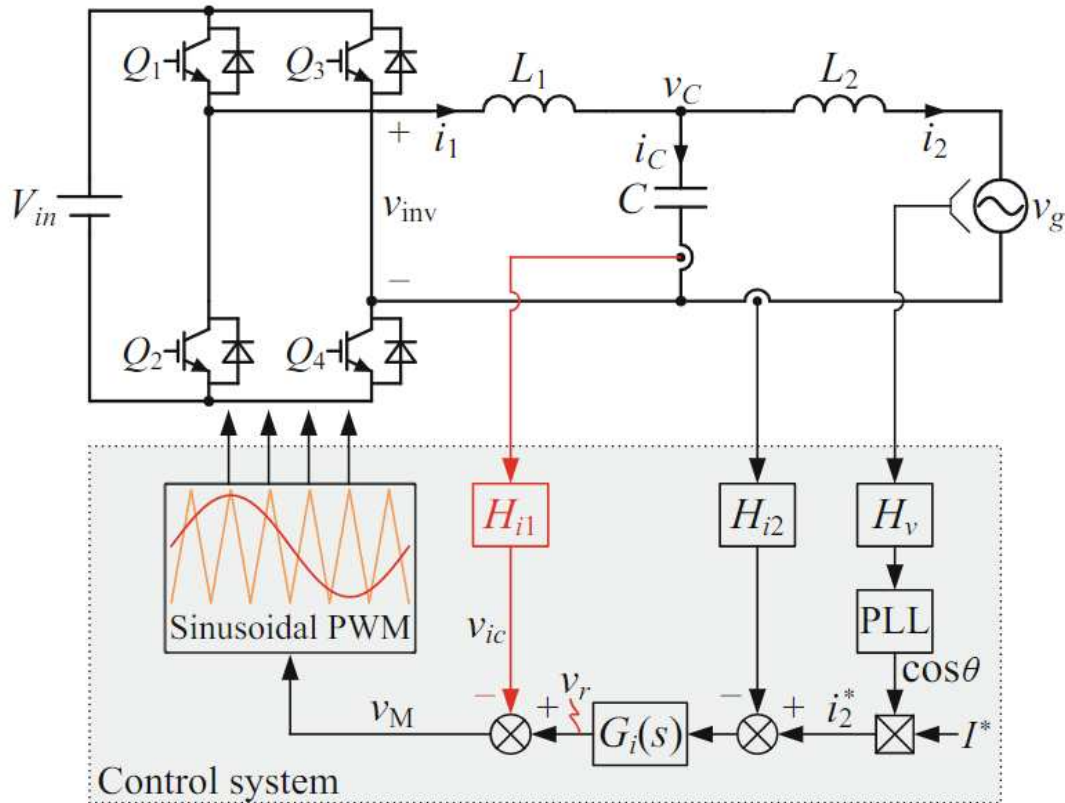 Q1
Q3
L1
vC
L2
+
i1
iC
i2
Vin
vinv
C
vg
−
Q2
Q4
Hi1
Hi2
Hv
Sinusoidal PWM
vic
PLL
cosθ
vM
−
+
vr
Gi(s)
−
+
i2*
I*
Control system